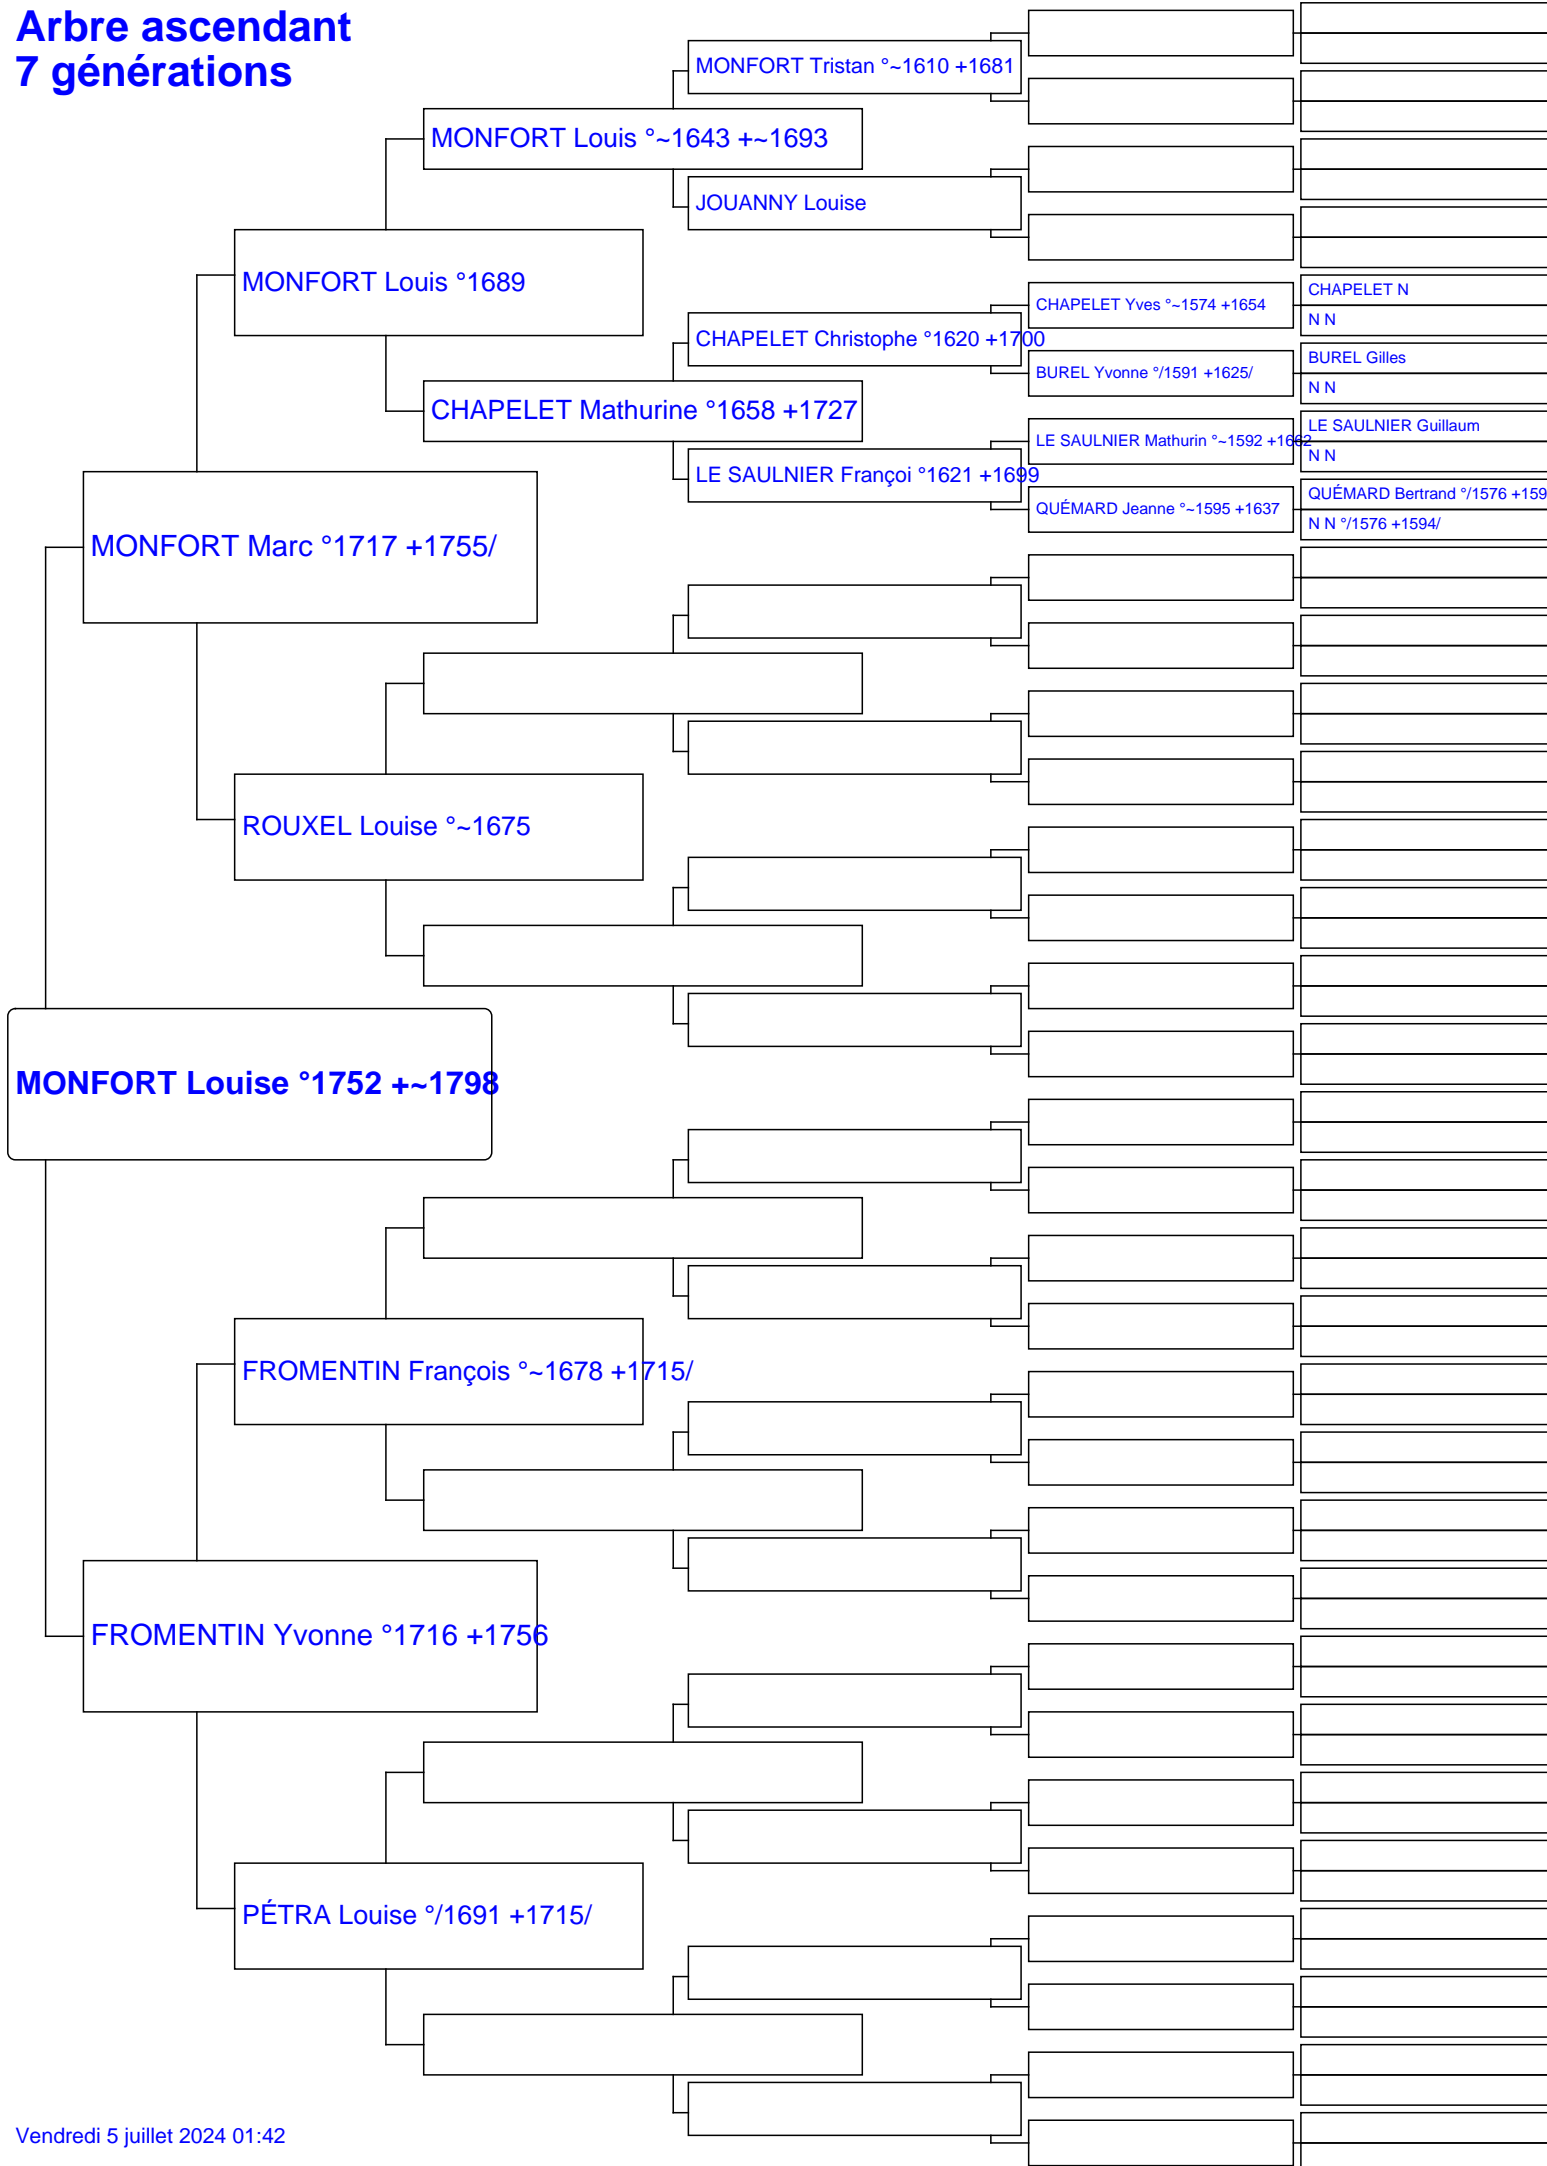 Arbre ascendant
7 générations
MONFORT Tristan °~1610 +1681
MONFORT Louis °~1643 +~1693
JOUANNY Louise
MONFORT Louis °1689
CHAPELET N
CHAPELET Yves °~1574 +1654
N N
CHAPELET Christophe °1620 +1700
BUREL Gilles
BUREL Yvonne °/1591 +1625/
N N
CHAPELET Mathurine °1658 +1727
LE SAULNIER Guillaum
LE SAULNIER Mathurin °~1592 +1662
N N
LE SAULNIER Françoi °1621 +1699
QUÉMARD Bertrand °/1576 +159
QUÉMARD Jeanne °~1595 +1637
N N °/1576 +1594/
MONFORT Marc °1717 +1755/
ROUXEL Louise °~1675
MONFORT Louise °1752 +~1798
FROMENTIN François °~1678 +1715/
FROMENTIN Yvonne °1716 +1756
PÉTRA Louise °/1691 +1715/
Vendredi 5 juillet 2024 01:42